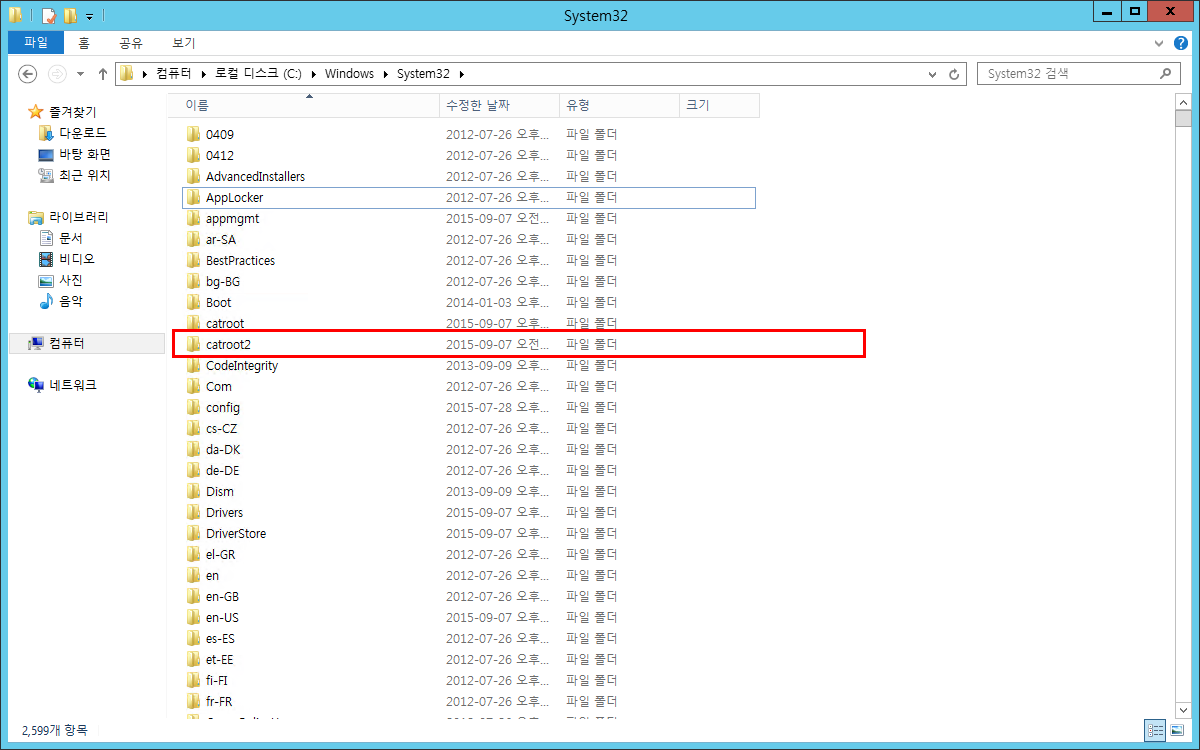 System32
파일 홈 공유 보기
컴퓨터 로컬 디스크 (C:) Windows System32
System32 검색
즐겨찾기
다운로드
바탕 화면
최근 위치
라이브러리
문서
비디오
사진
음악
컴퓨터
네트워크
이름 수정한 날짜 유형 크기
0409 2012-07-26 오후... 파일 폴더
0412 2012-07-26 오후... 파일 폴더
AdvancedInstallers 2012-07-26 오후... 파일 폴더
AppLocker 2012-07-26 오후... 파일 폴더
appmgmt 2015-09-07 오전... 파일 폴더
ar-SA 2012-07-26 오후... 파일 폴더
BestPractices 2012-07-26 오후... 파일 폴더
bg-BG 2012-07-26 오후... 파일 폴더
Boot 2014-01-03 오후... 파일 폴더
catroot 2015-09-07 오후... 파일 폴더
catroot2 2015-09-07 오전... 파일 폴더
CodeIntegrity 2013-09-09 오후... 파일 폴더
Com 2012-07-26 오후... 파일 폴더
config 2015-07-28 오후... 파일 폴더
cs-CZ 2012-07-26 오후... 파일 폴더
da-DK 2012-07-26 오후... 파일 폴더
de-DE 2012-07-26 오후... 파일 폴더
Dism 2013-09-09 오후... 파일 폴더
Drivers 2015-09-07 오후... 파일 폴더
DriverStore 2015-09-07 오후... 파일 폴더
el-GR 2012-07-26 오후... 파일 폴더
en 2012-07-26 오후... 파일 폴더
en-GB 2012-07-26 오후... 파일 폴더
en-US 2015-09-07 오후... 파일 폴더
es-ES 2012-07-26 오후... 파일 폴더
et-EE 2012-07-26 오후... 파일 폴더
fi-FI 2012-07-26 오후... 파일 폴더
fr-FR 2012-07-26 오후... 파일 폴더
2,599개 항목